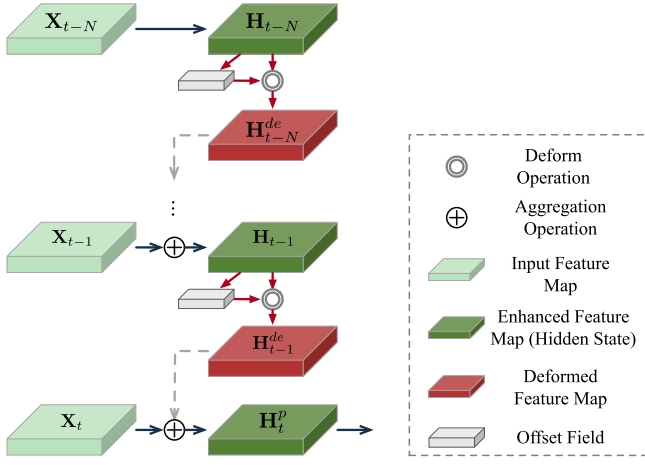 X_{t-N}
H_{t-N}
H^{de}_{t-N}
⋮
X_{t-1}
H_{t-1}
H^{de}_{t-1}
X_t
H^p_t
Deform
Operation
Aggregation
Operation
Input Feature
Map
Enhanced Feature
Map (Hidden State)
Deformed
Feature Map
Offset Field